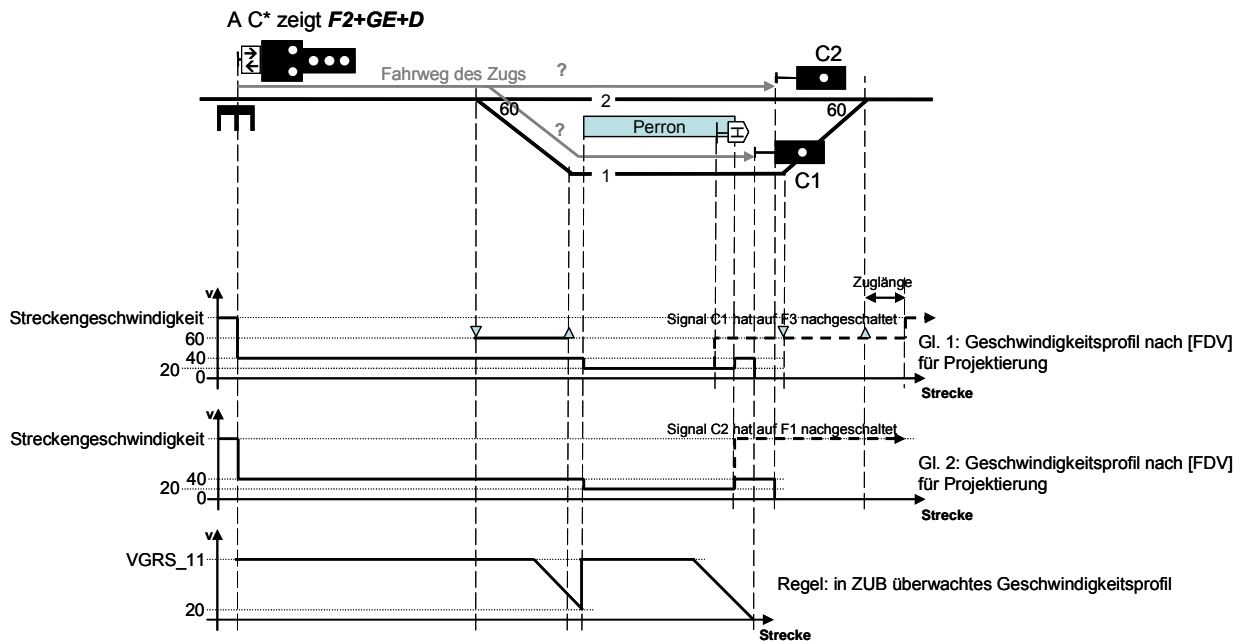 A C* zeigt F2+GE+D
C2
Fahrweg des Zugs ?
60
2
60
?
Perron
H
1
C1
v
Zuglänge
Streckengeschwindigkeit
Signal C1 hat auf F3 nachgeschaltet
60
40
20
0
Gl. 1: Geschwindigkeitsprofil nach [FDV]
für Projektierung
Strecke
v
Streckengeschwindigkeit
Signal C2 hat auf F1 nachgeschaltet
40
20
0
Gl. 2: Geschwindigkeitsprofil nach [FDV]
für Projektierung
Strecke
v
VGRS_11
Regel: in ZUB überwachtes Geschwindigkeitsprofil
20
Strecke